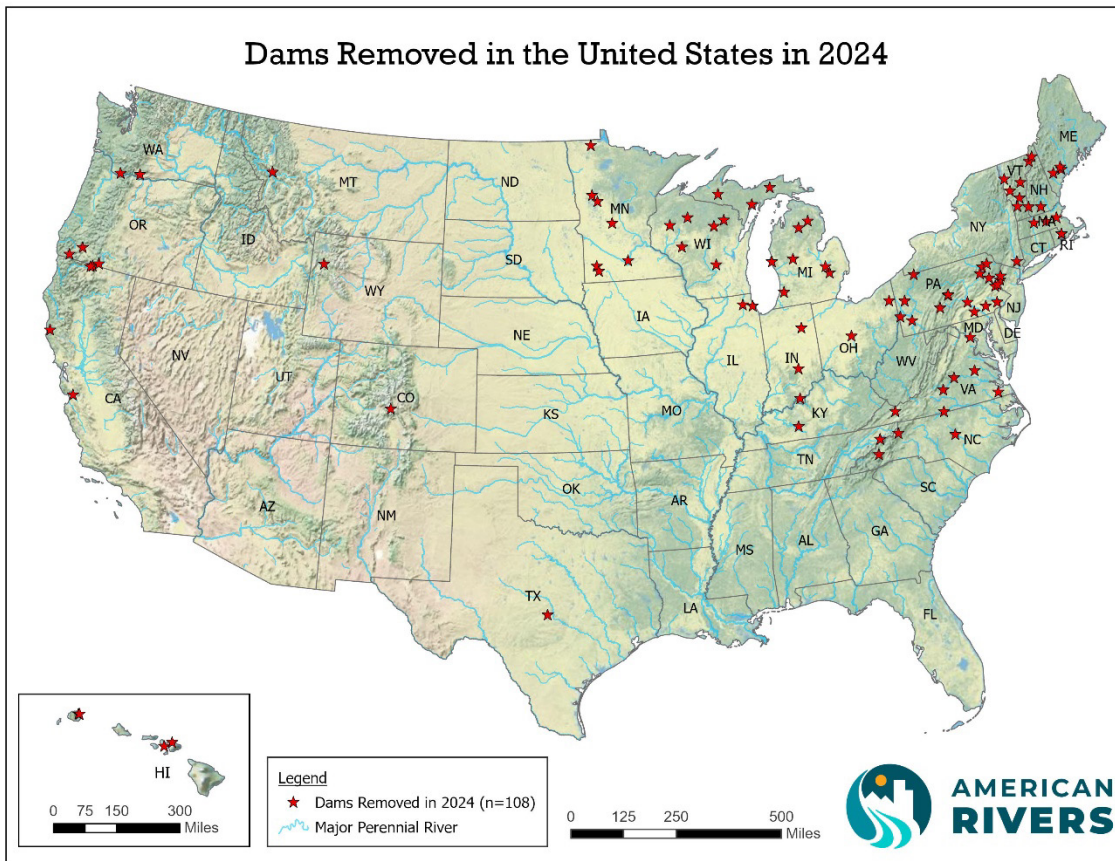 Dams Removed in the United States in 2024
WA
OR
ID
MT
ND
SD
WY
NE
NV
UT
CA
CO
KS
AZ
NM
OK
TX
MN
WI
MI
IA
IL
IN
OH
MO
KY
TN
AR
MS
AL
GA
LA
FL
SC
NC
VA
WV
MD
DE
NJ
PA
NY
CT
RI
MA
NH
VT
ME
HI
0 75 150 300
Miles
Legend
Dams Removed in 2024 (n=108)
Major Perennial River
0 125 250 500
Miles
AMERICAN
RIVERS